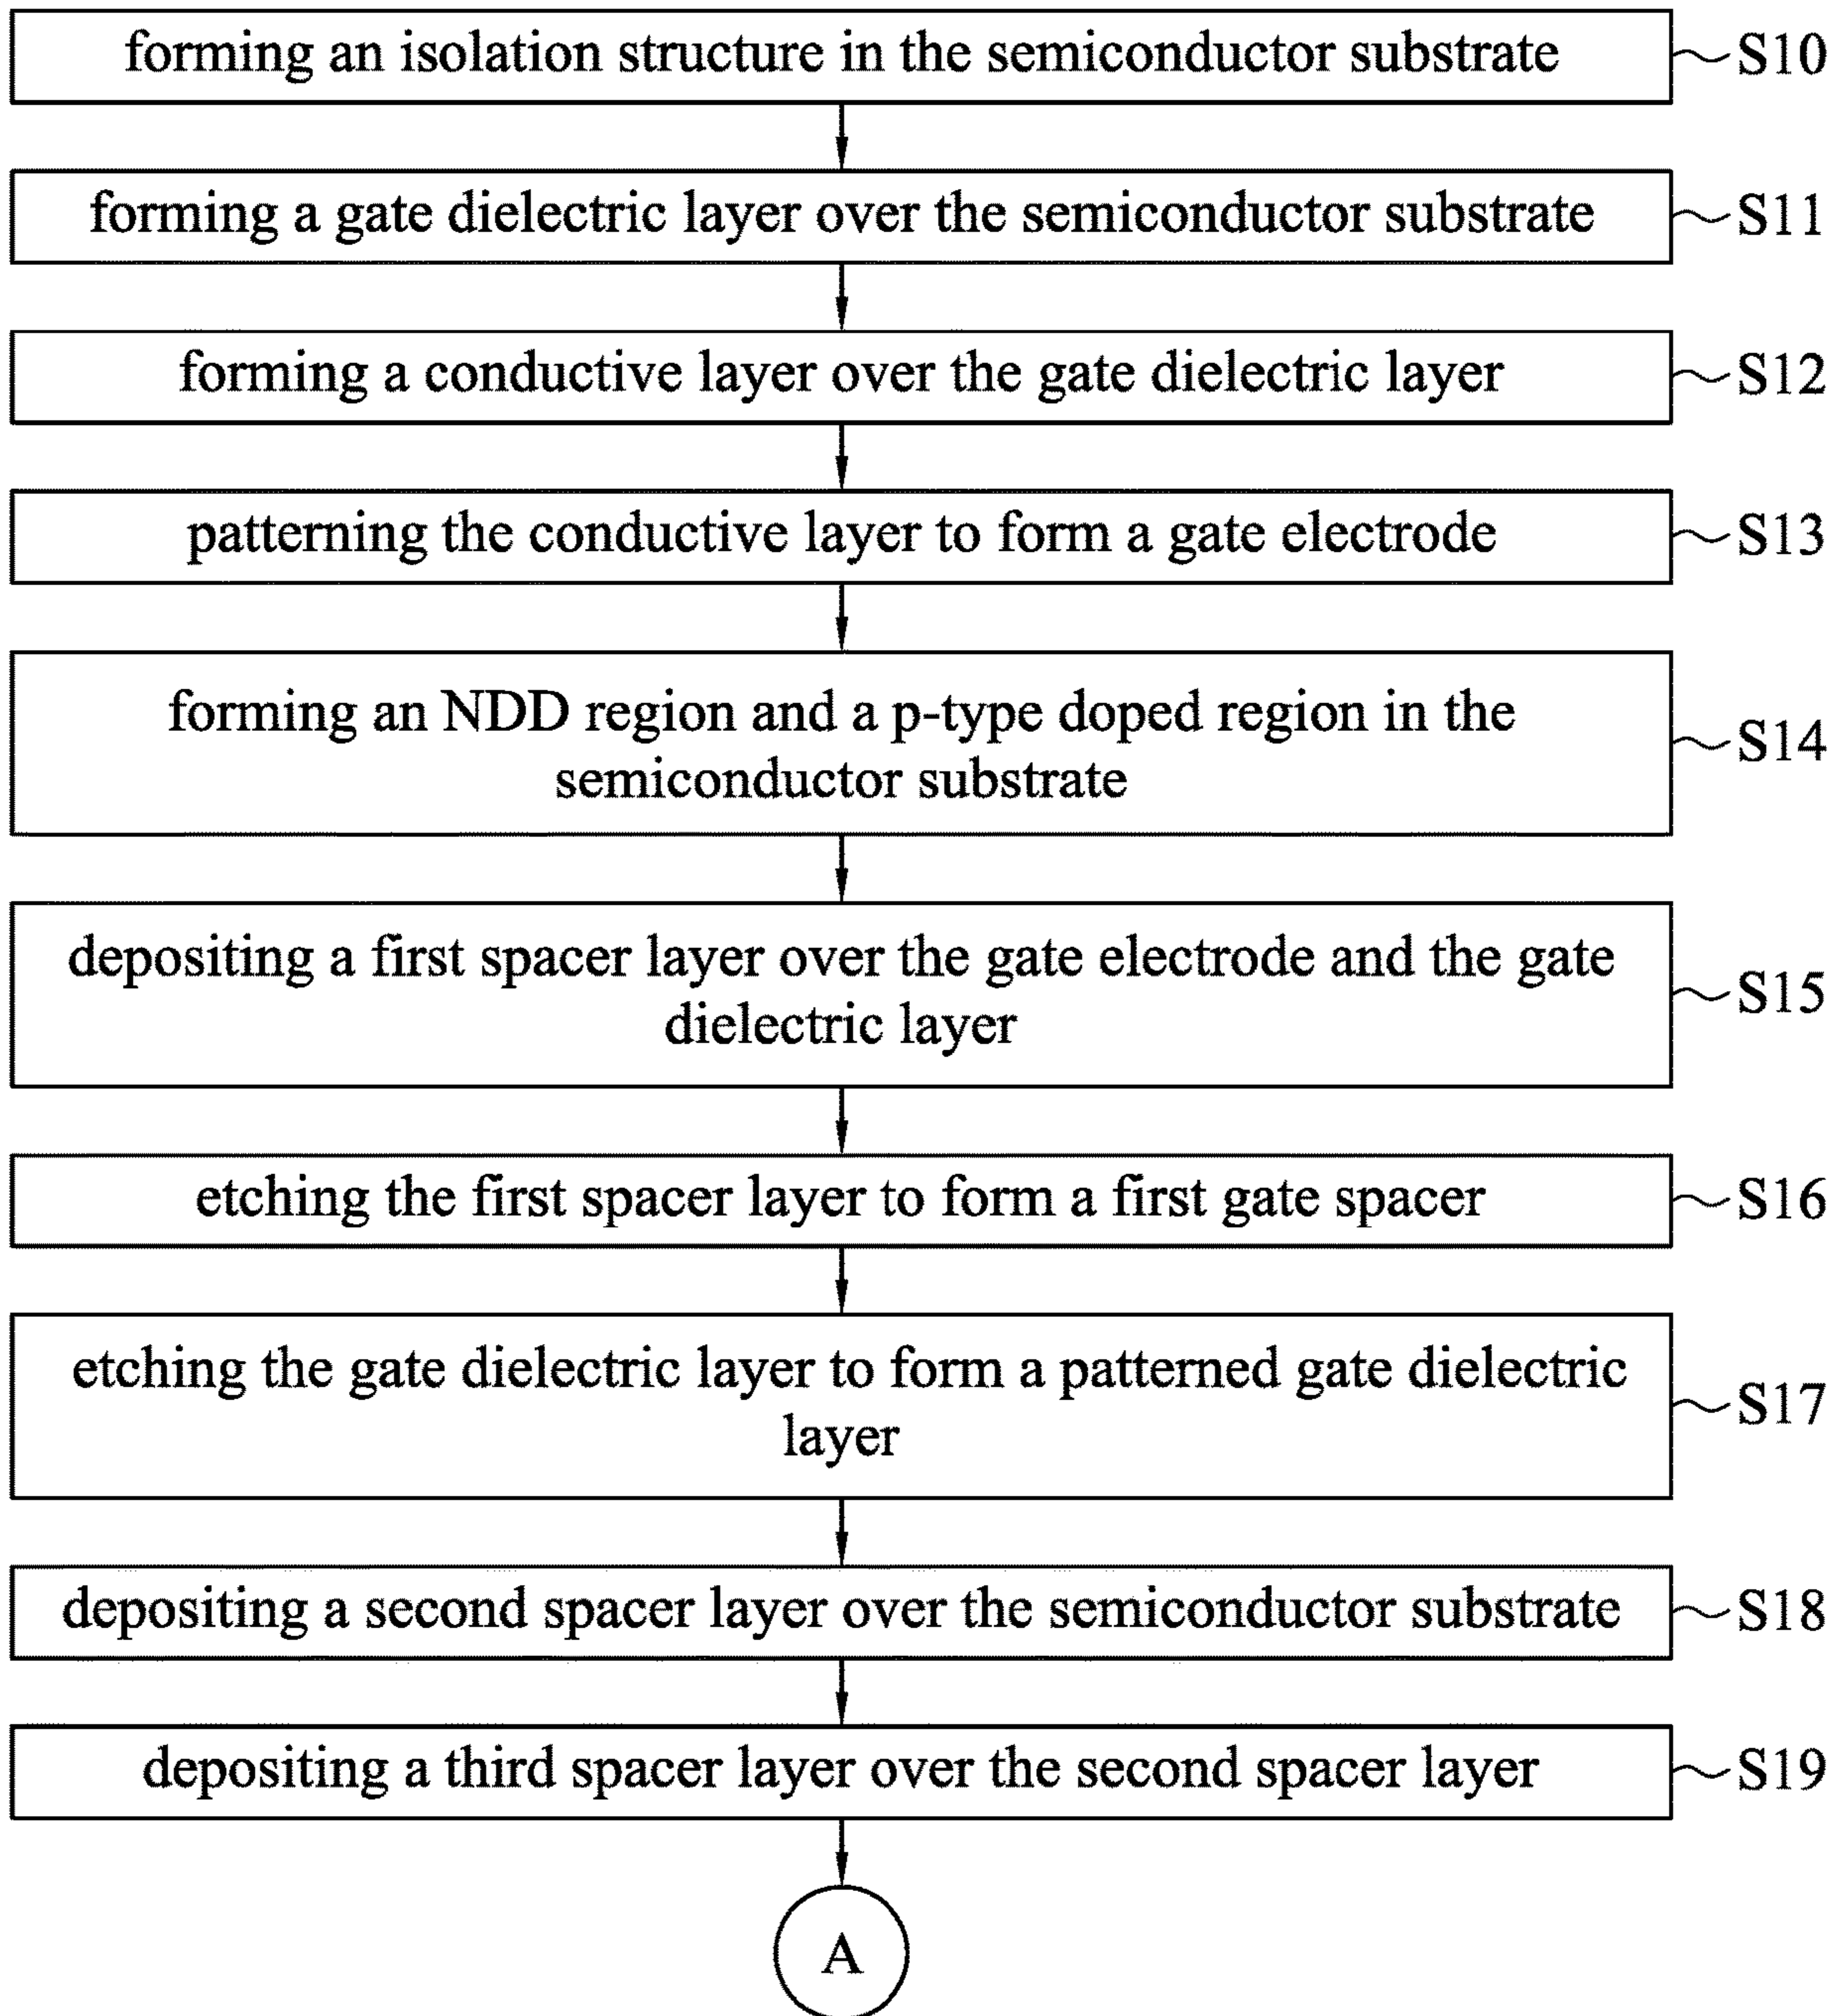 forming an isolation structure in the semiconductor substrate
S10
forming a gate dielectric layer over the semiconductor substrate
S11
forming a conductive layer over the gate dielectric layer
S12
patterning the conductive layer to form a gate electrode
S13
forming an NDD region and a p-type doped region in the
semiconductor substrate
S14
depositing a first spacer layer over the gate electrode and the gate
dielectric layer
S15
etching the first spacer layer to form a first gate spacer
S16
etching the gate dielectric layer to form a patterned gate dielectric
layer
S17
depositing a second spacer layer over the semiconductor substrate
S18
depositing a third spacer layer over the second spacer layer
S19
A